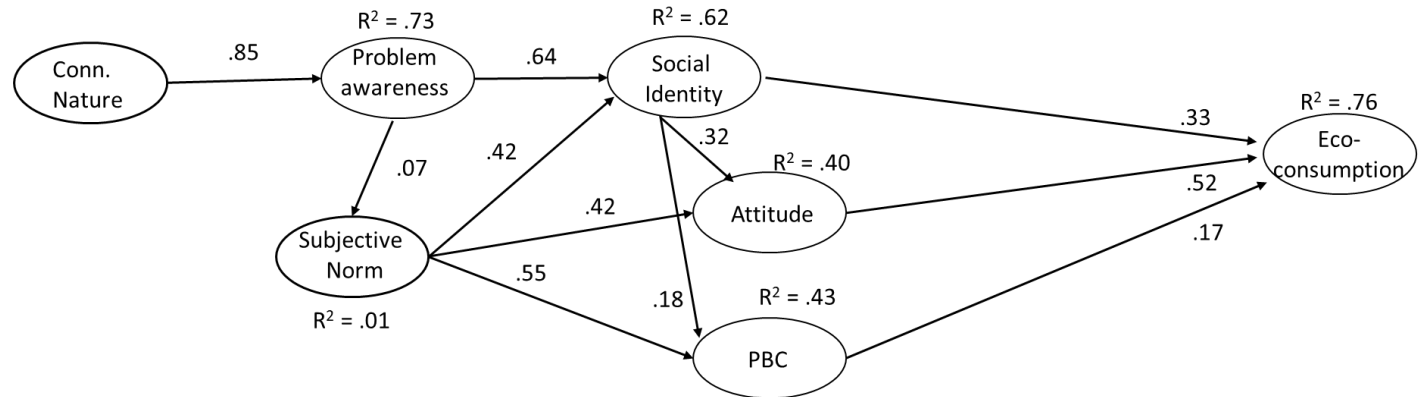 R² = .73
R² = .62
.85
Problem
awareness
.64
Social
Identity
Conn.
Nature
R² = .76
.33
Eco-
consumption
.07
.42
.32
R² = .40
.52
Subjective
Norm
.42
Attitude
.17
.55
.18
R² = .43
R² = .01
PBC